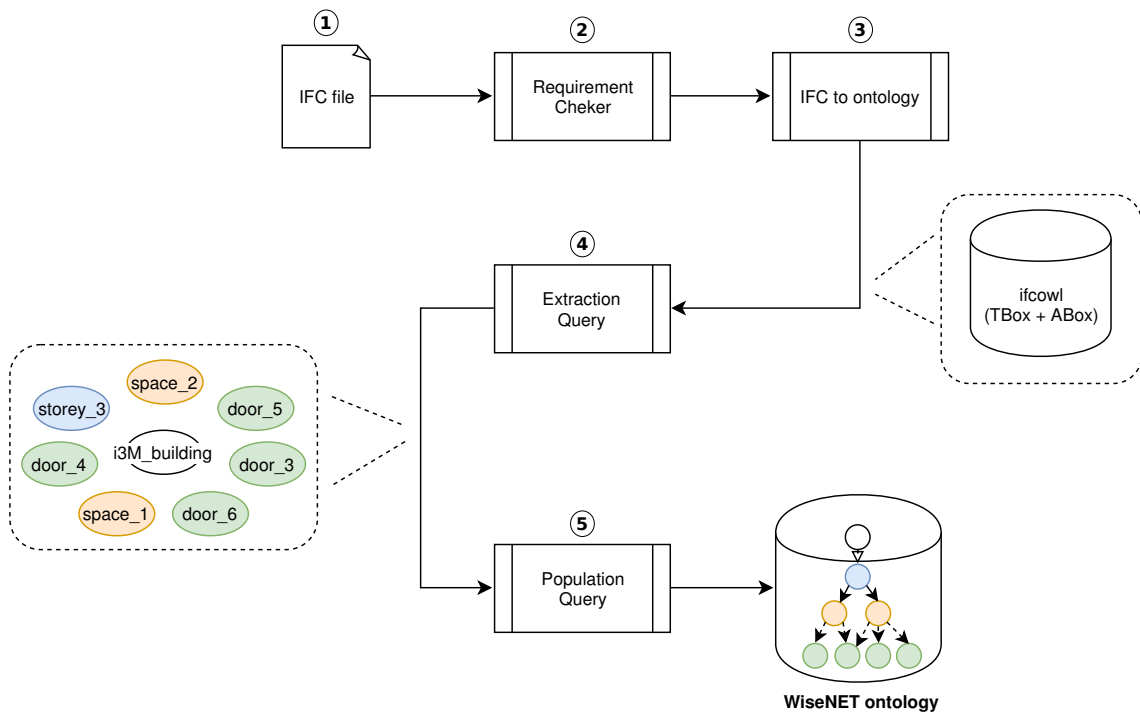 1
2
3
IFC file
Requirement
Cheker
IFC to ontology
4
Extraction
Query
ifcowl
(TBox + ABox)
space_2
storey_3
door_5
i3M_building
door_4
door_3
space_1
door_6
5
Population
Query
WiseNET ontology